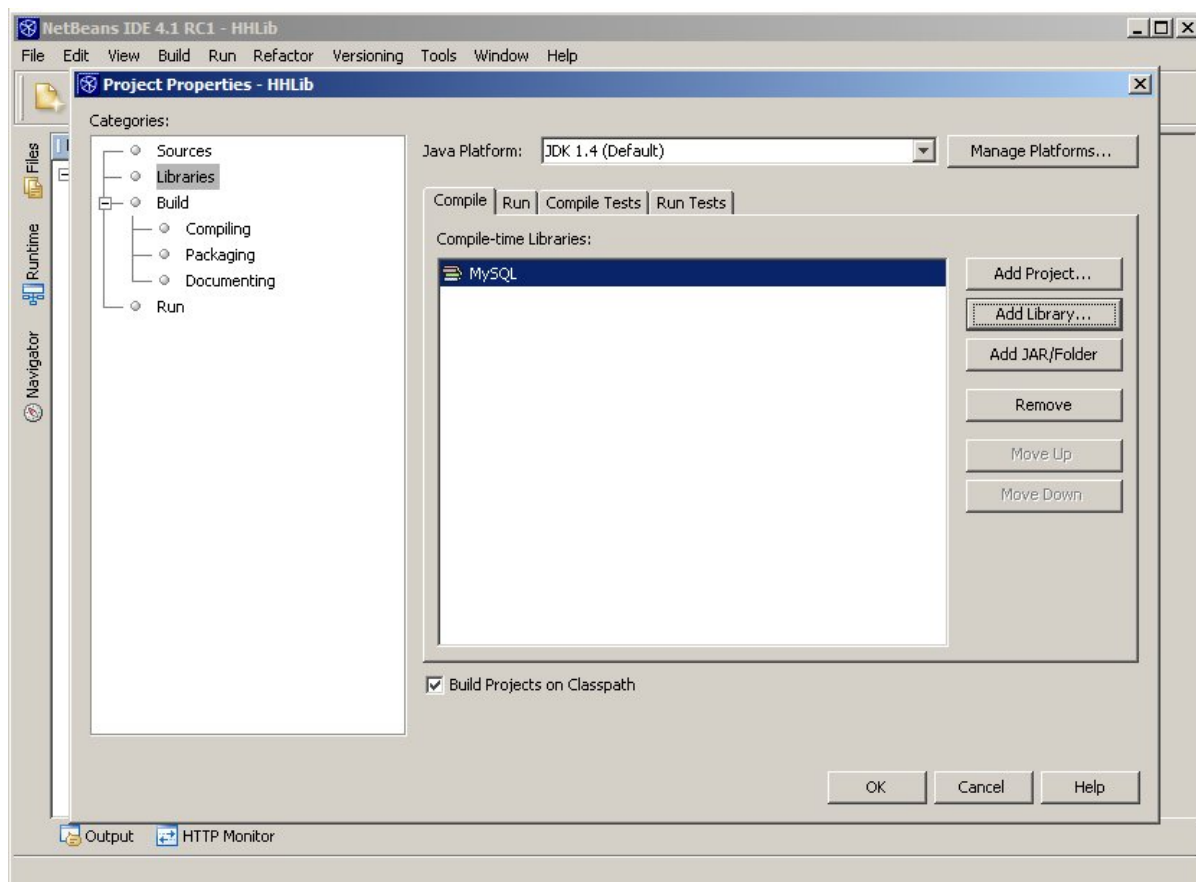 NetBeans IDE 4.1 RC1 - HHLib
File Edit View Build Run Refactor Versioning Tools Window Help
Project Properties - HHLib
Categories:
Sources
Libraries
Build
Compiling
Packaging
Documenting
Run
Java Platform: JDK 1.4 (Default) Manage Platforms...
Compile Run Compile Tests Run Tests
Compile-time Libraries:
MySQL
Add Project...
Add Library...
Add JAR/Folder
Remove
Move Up
Move Down
Build Projects on Classpath
OK Cancel Help
Files
Runtime
Navigator
Output HTTP Monitor